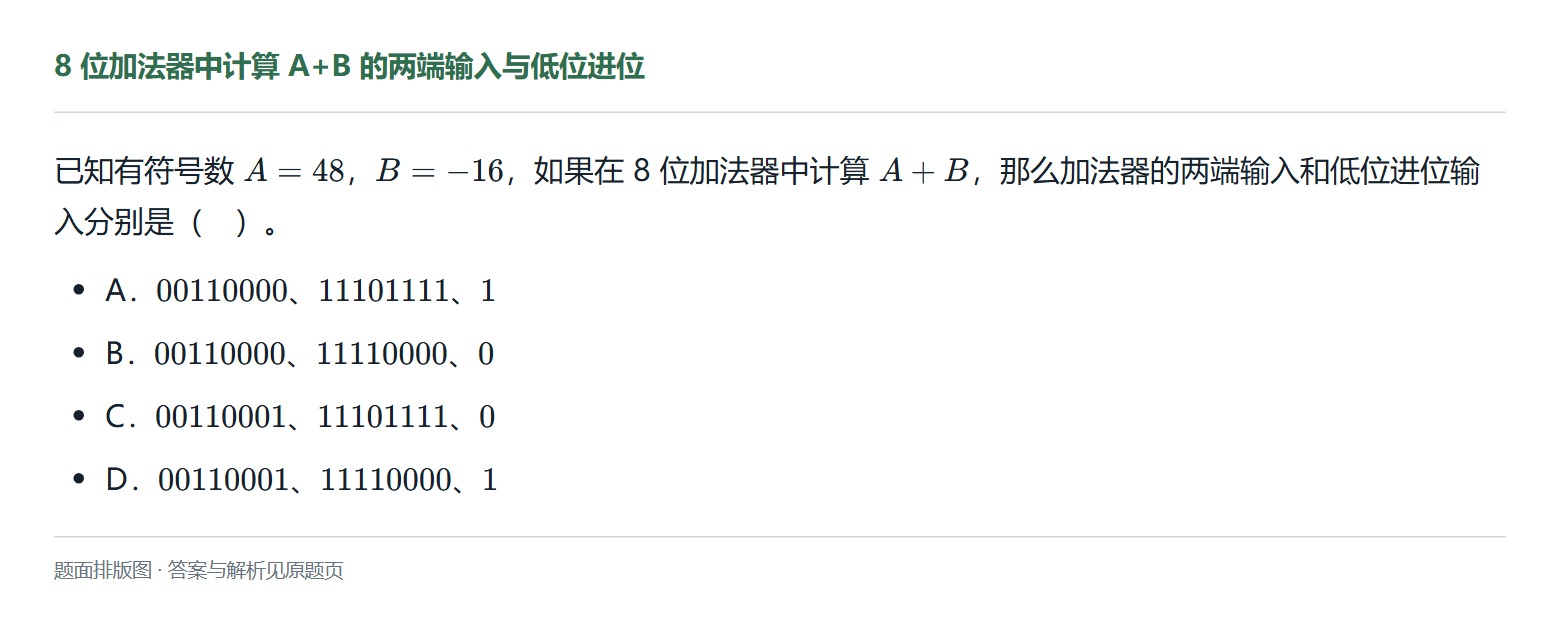 8 位加法器中计算 A+B 的两端输入与低位进位
已知有符号数 A = 48，B = −16，如果在 8 位加法器中计算 A + B，那么加法器的两端输入和低位进位输
入分别是（　）。
• A．00110000、11101111、1
• B．00110000、11110000、0
• C．00110001、11101111、0
• D．00110001、11110000、1
题面排版图 · 答案与解析见原题页